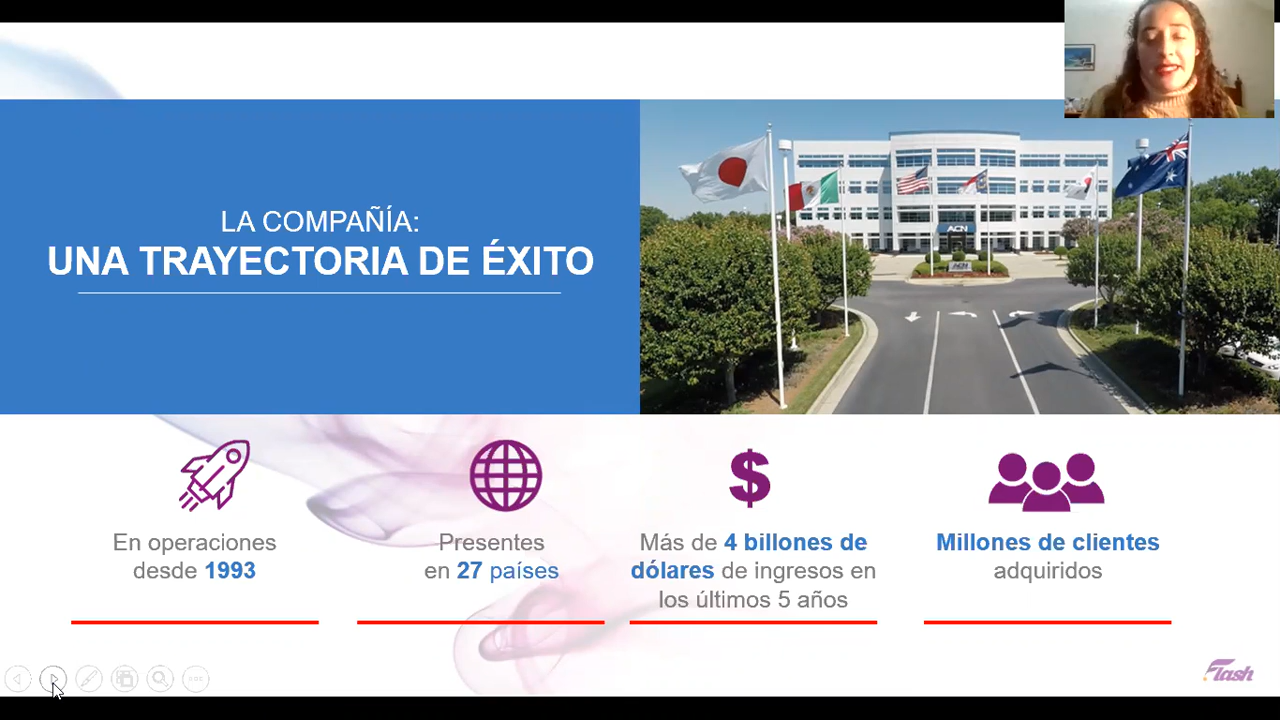 LA COMPAÑÍA:
UNA TRAYECTORIA DE ÉXITO
ACN
ACN
En operaciones
desde 1993
Presentes
en 27 países
Más de 4 billones de
dólares de ingresos en
los últimos 5 años
Millones de clientes
adquiridos
Flash